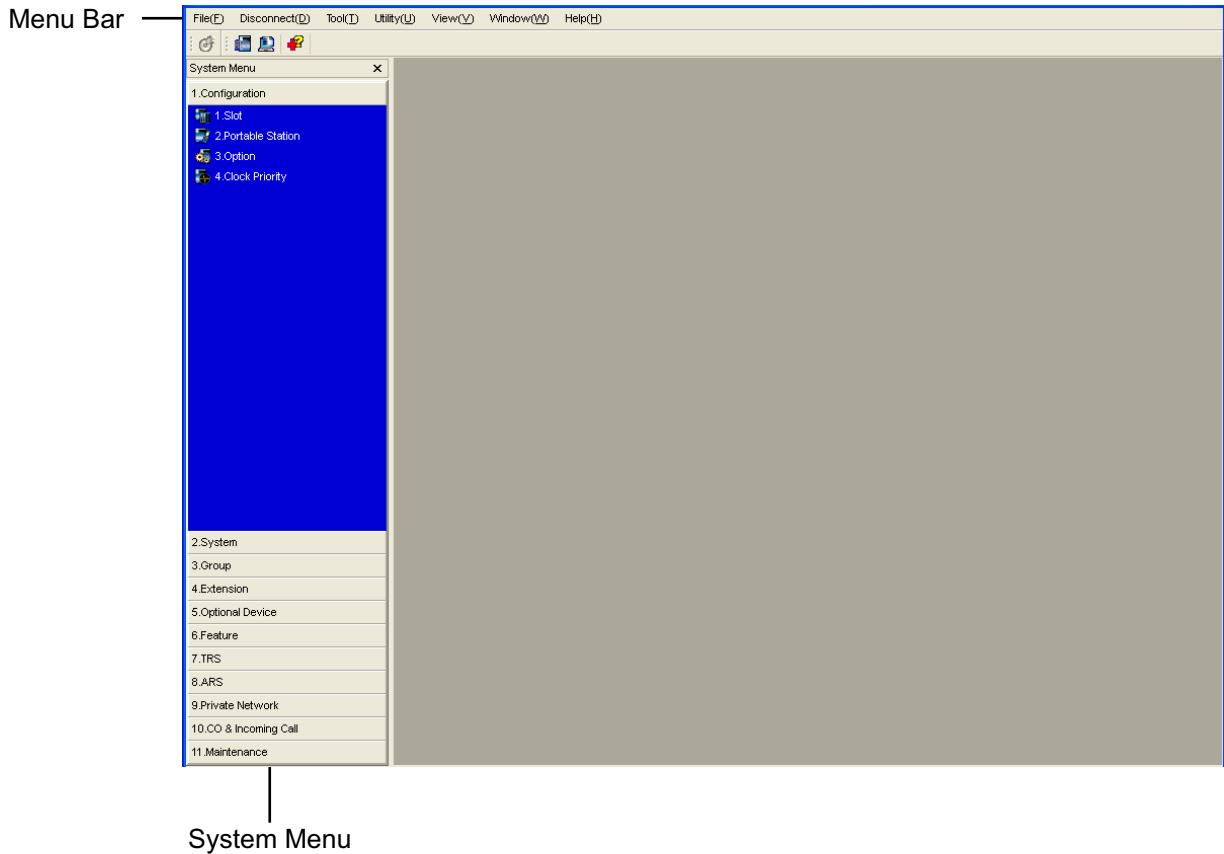 Menu Bar
File(F) Disconnect(D) Tool(T) Utility(U) View(V) Window(W) Help(H)
System Menu
1.Configuration
1.Slot
2.Portable Station
3.Option
4.Clock Priority
2.System
3.Group
4.Extension
5.Optional Device
6.Feature
7.TRS
8.ARS
9.Private Network
10.CO & Incoming Call
11.Maintenance
System Menu